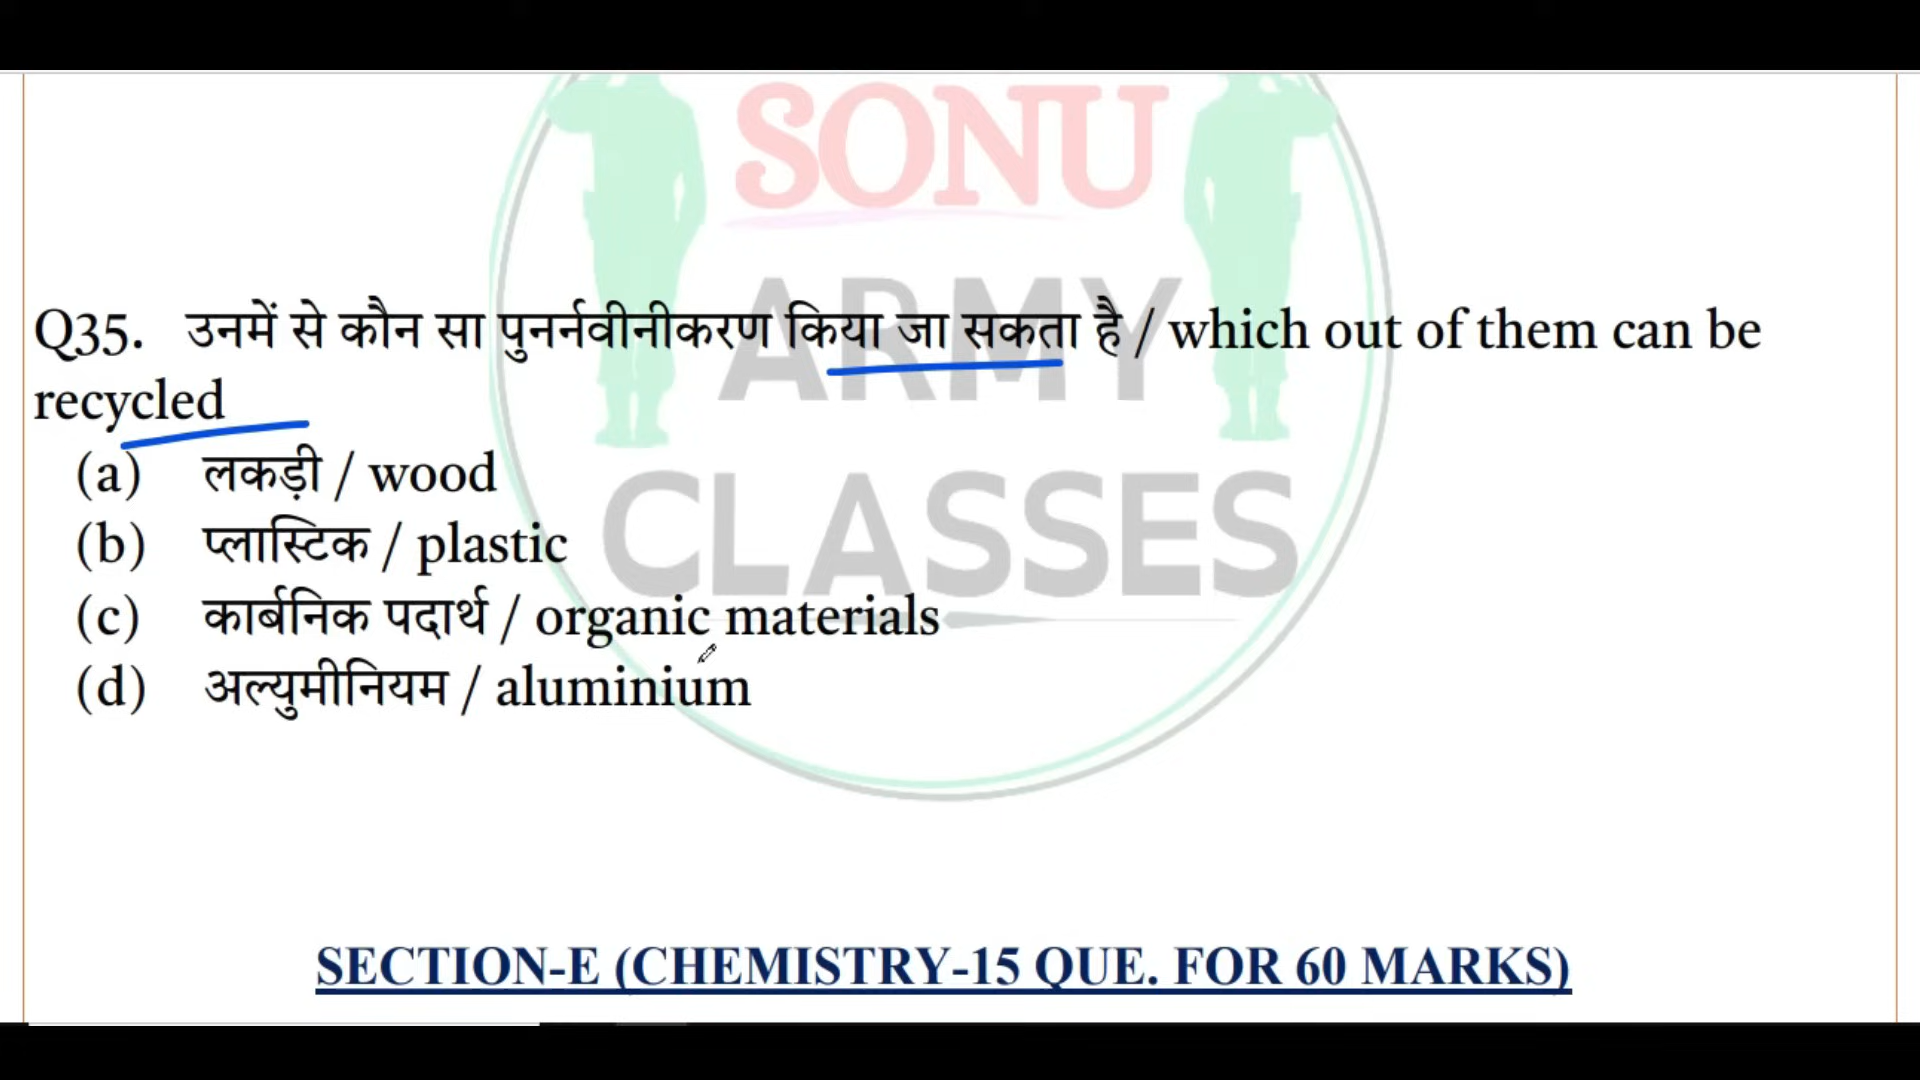 SONU
ARMY
CLASSES
Q35. उनमें से कौन सा पुनर्नवीनीकरण किया जा सकता है / which out of them can be
recycled
(a) लकड़ी / wood
(b) प्लास्टिक / plastic
(c) कार्बनिक पदार्थ / organic materials
(d) अल्युमीनियम / aluminium
SECTION-E (CHEMISTRY-15 QUE. FOR 60 MARKS)